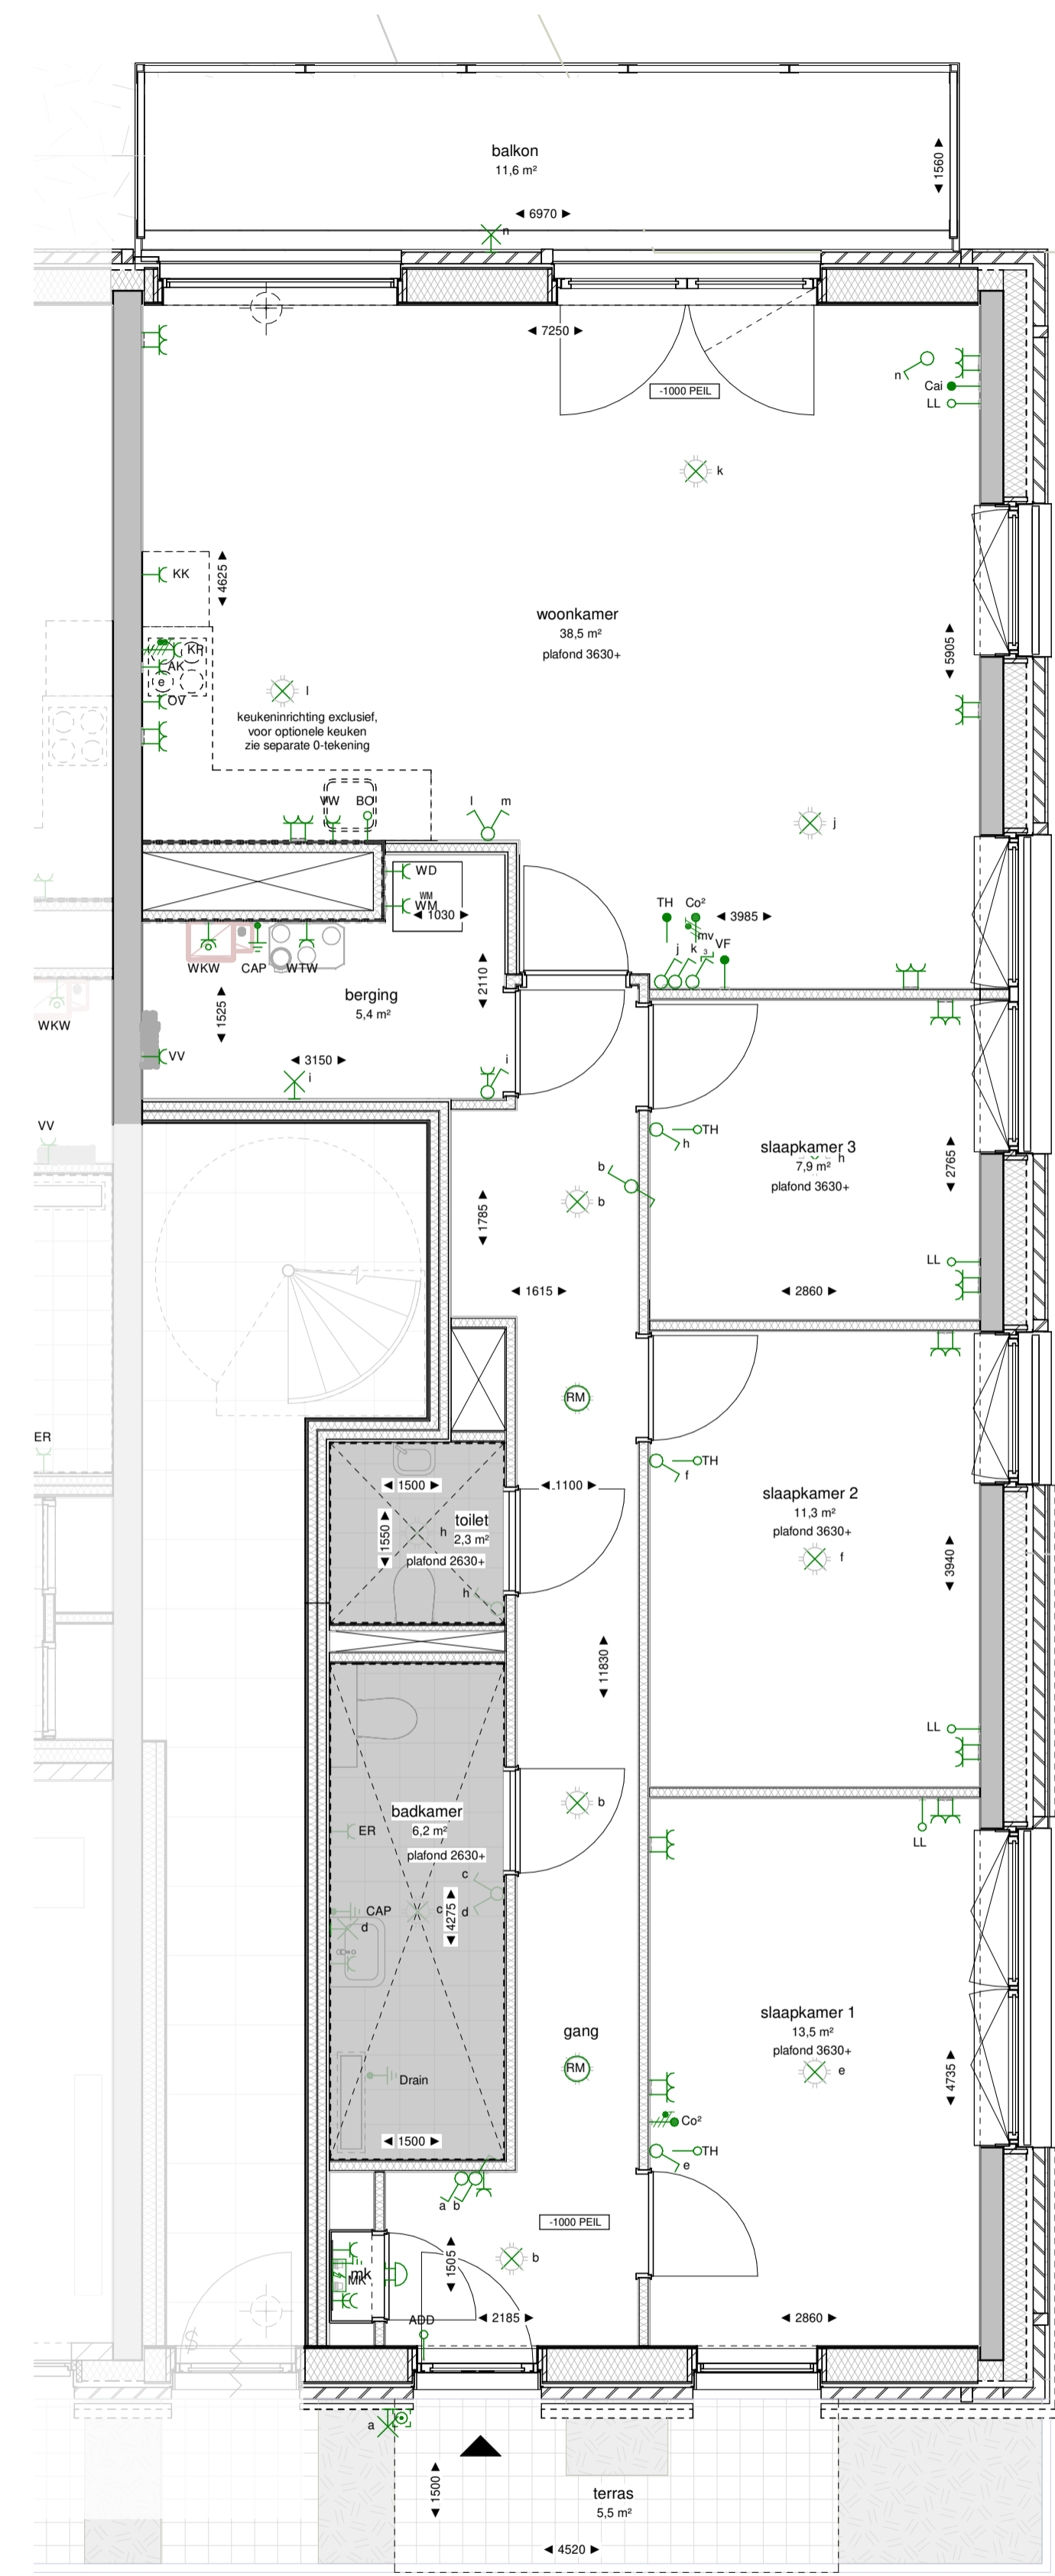 balkon
11,6 m²
◄ 1560 ►
◄ 6970 ►
n
◄ 7250 ►
n
Cai
LL
-1000 PEIL
k
KK
◄ 4625 ►
woonkamer
38,5 m²
plafond 3630+
◄ 5905 ►
KP
AK
e
OV
l
keukeninrichting exclusief,
voor optionele keuken
zie separate 0-tekening
VW
BO
l
m
j
WD
WM
WM
◄ 1030 ►
TH
Co²
◄ 3985 ►
mv
j
k
3
VF
WKW
CAP
WTW
◄ 2110 ►
berging
5,4 m²
◄ 1525 ►
WKW
VV
◄ 3150 ►
i
i
VV
TH
h
slaapkamer 3
h
7,9 m²
plafond 3630+
◄ 2765 ►
b
b
◄ 1785 ►
LL
◄ 1615 ►
◄ 2860 ►
RM
ER
TH
f
◄ 1500 ►
◄ 1100 ►
slaapkamer 2
11,3 m²
plafond 3630+
f
◄ 3940 ►
toilet
h
2,3 m²
◄ 1550 ►
plafond 2630+
h
◄ 11830 ►
LL
b
badkamer
6,2 m²
ER
plafond 2630+
LL
c
CAP
c
d
d
◄ 4275 ►
gang
RM
slaapkamer 1
13,5 m²
plafond 3630+
e
◄ 4735 ►
Drain
Co²
◄ 1500 ►
TH
e
a
b
-1000 PEIL
b
◄ 1505 ►
mk
MK
ADD
◄ 2185 ►
◄ 2860 ►
a
terras
5,5 m²
◄ 1500 ►
◄ 4520 ►